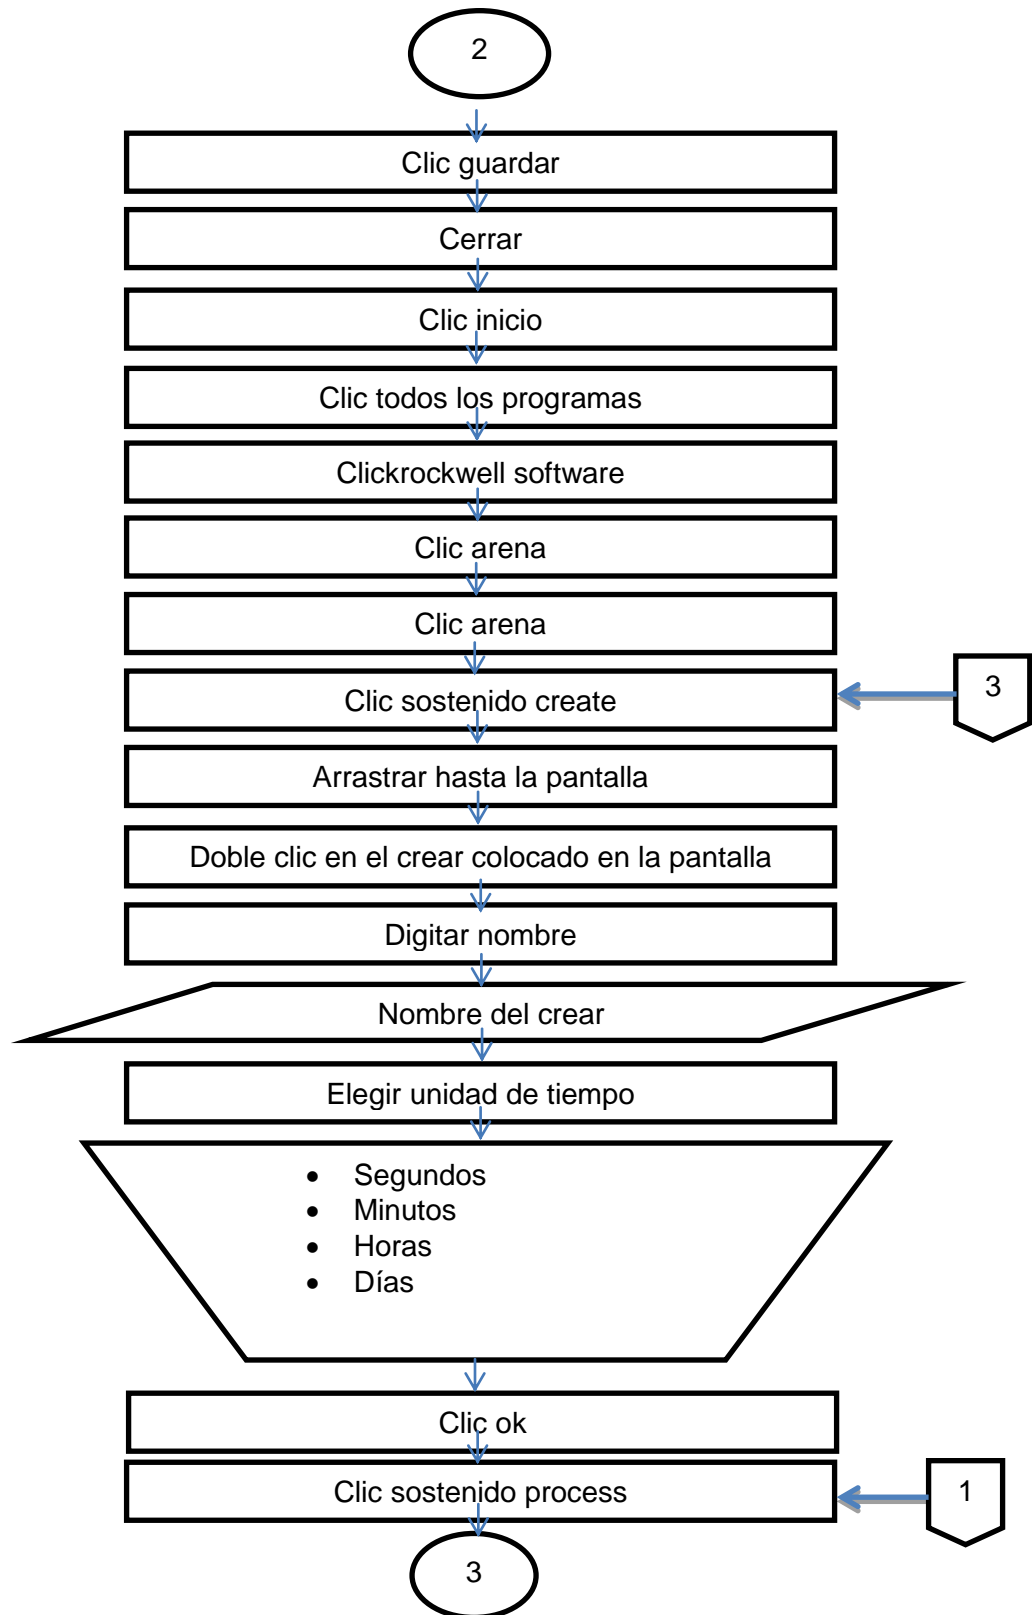 2
Clic guardar
Cerrar
Clic inicio
Clic todos los programas
Clickrockwell software
Clic arena
Clic arena
Clic sostenido create
3
Arrastrar hasta la pantalla
Doble clic en el crear colocado en la pantalla
Digitar nombre
Nombre del crear
Elegir unidad de tiempo
• Segundos
• Minutos
• Horas
• Días
Clic ok
Clic sostenido process
1
3